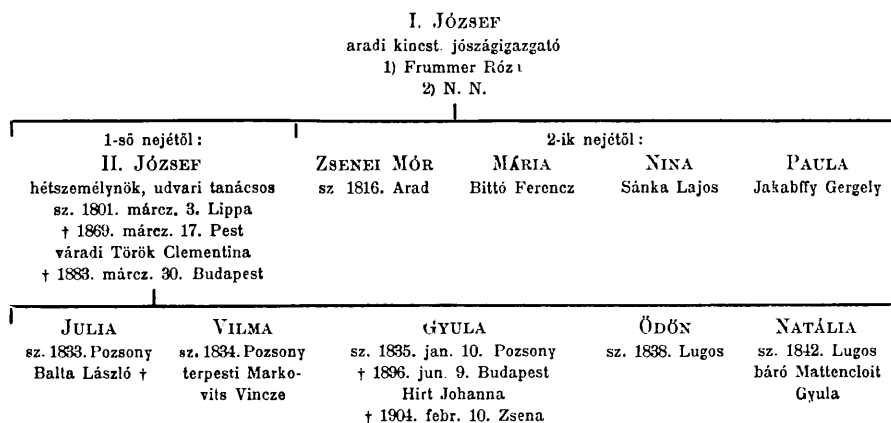 I. JÓZSEF
aradi kincst. jószágigazgató
1) Frummer Róza
2) N. N.
1-ső nejétől:
II. JÓZSEF
hétszemélynök, udvari tanácsos
sz. 1801. márcz. 3. Lippa
† 1869. márcz. 17. Pest
váradi Török Clementina
† 1883. márcz. 30. Budapest
2-ik nejétől:
ZSENEI MÓR
sz 1816. Arad
MÁRIA
Bittó Ferencz
NINA
Sánka Lajos
PAULA
Jakabffy Gergely
JULIA
sz. 1833. Pozsony
Balta László †
VILMA
sz. 1834. Pozsony
terpesti Marko-
vits Vincze
GYULA
sz. 1835. jan. 10. Pozsony
† 1896. jun. 9. Budapest
Hirt Johanna
† 1904. febr. 10. Zsena
ÖDÖN
sz. 1838. Lugos
NATÁLIA
sz. 1842. Lugos
báró Mattencloit
Gyula